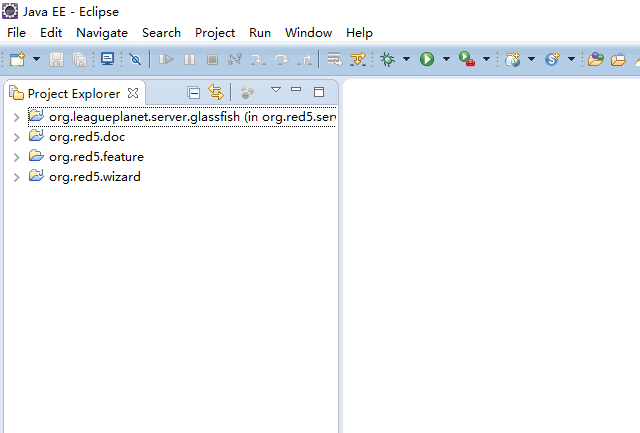 Java EE - Eclipse
File Edit Navigate Search Project Run Window Help
Project Explorer
org.leagueplanet.server.glassfish (in org.red5.ser
org.red5.doc
org.red5.feature
org.red5.wizard